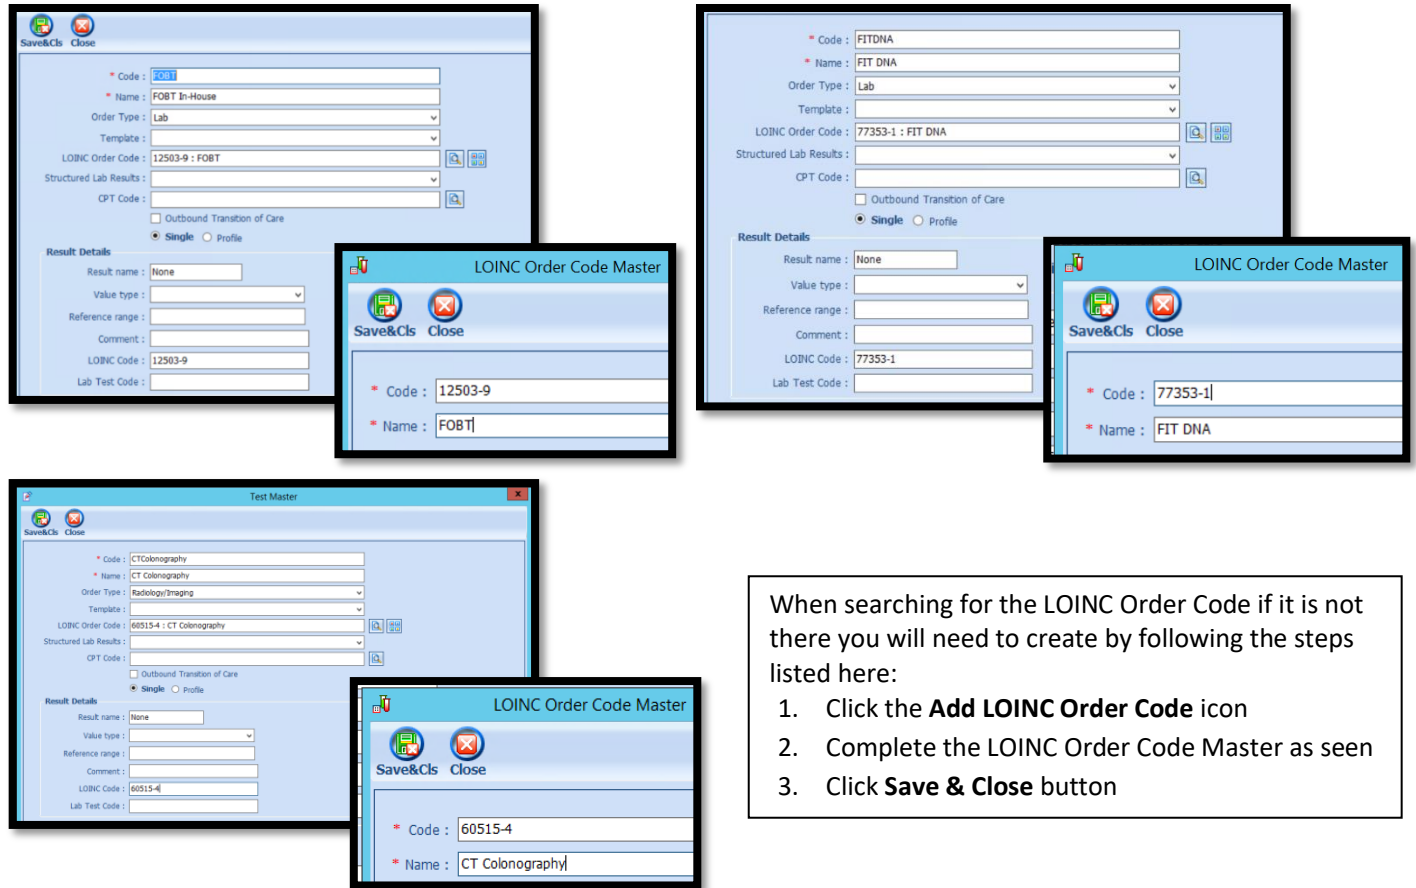 Save&Cls Close
* Code : FOBT
* Name : FOBT In-House
Order Type : Lab
Template :
LOINC Order Code : 12503-9 : FOBT
Structured Lab Results :
CPT Code :
Outbound Transition of Care
Single Profile
Result Details
Result name : None
Value type :
Reference range :
Comment :
LOINC Code : 12503-9
Lab Test Code :
LOINC Order Code Master
Save&Cls Close
* Code : 12503-9
* Name : FOBT
* Code : FITDNA
* Name : FIT DNA
Order Type : Lab
Template :
LOINC Order Code : 77353-1 : FIT DNA
Structured Lab Results :
CPT Code :
Outbound Transition of Care
Single Profile
Result Details
Result name : None
Value type :
Reference range :
Comment :
LOINC Code : 77353-1
Lab Test Code :
LOINC Order Code Master
Save&Cls Close
* Code : 77353-1
* Name : FIT DNA
Test Master
x
Save&Cls Close
* Code : CTColonography
* Name : CT Colonography
Order Type : Radiology/Imaging
Template :
LOINC Order Code : 60515-4 : CT Colonography
Structured Lab Results :
CPT Code :
Outbound Transition of Care
Single Profile
Result Details
Result name : None
Value type :
Reference range :
Comment :
LOINC Code : 60515-4
Lab Test Code :
LOINC Order Code Master
Save&Cls Close
* Code : 60515-4
* Name : CT Colonography
When searching for the LOINC Order Code if it is not
there you will need to create by following the steps
listed here:
1. Click the Add LOINC Order Code icon
2. Complete the LOINC Order Code Master as seen
3. Click Save & Close button